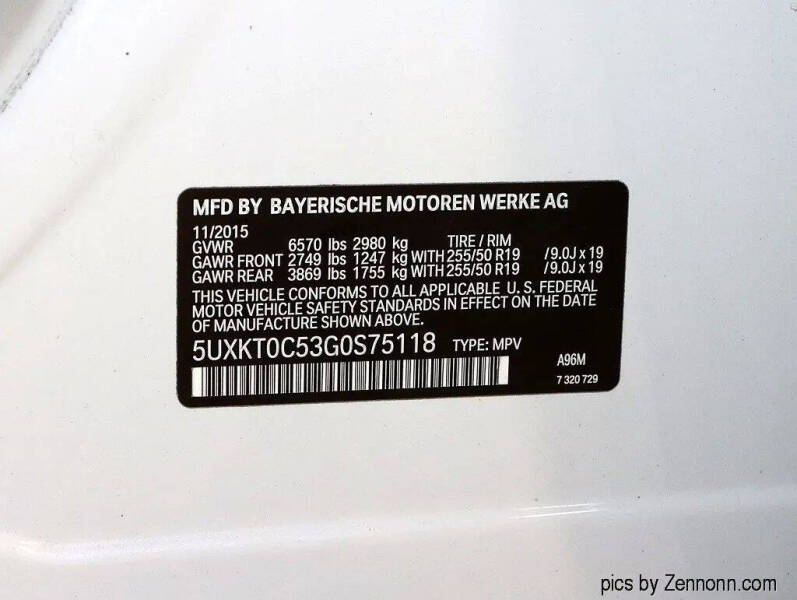 MFD BY BAYERISCHE MOTOREN WERKE AG
11/2015
GVWR 6570 lbs 2980 kg TIRE / RIM
GAWR FRONT 2749 lbs 1247 kg WITH 255/50 R19 /9.0J x 19
GAWR REAR 3869 lbs 1755 kg WITH 255/50 R19 /9.0J x 19
THIS VEHICLE CONFORMS TO ALL APPLICABLE U. S. FEDERAL
MOTOR VEHICLE SAFETY STANDARDS IN EFFECT ON THE DATE
OF MANUFACTURE SHOWN ABOVE.
5UXKT0C53G0S75118 TYPE: MPV
A96M
7 320 729
pics by Zennonn.com